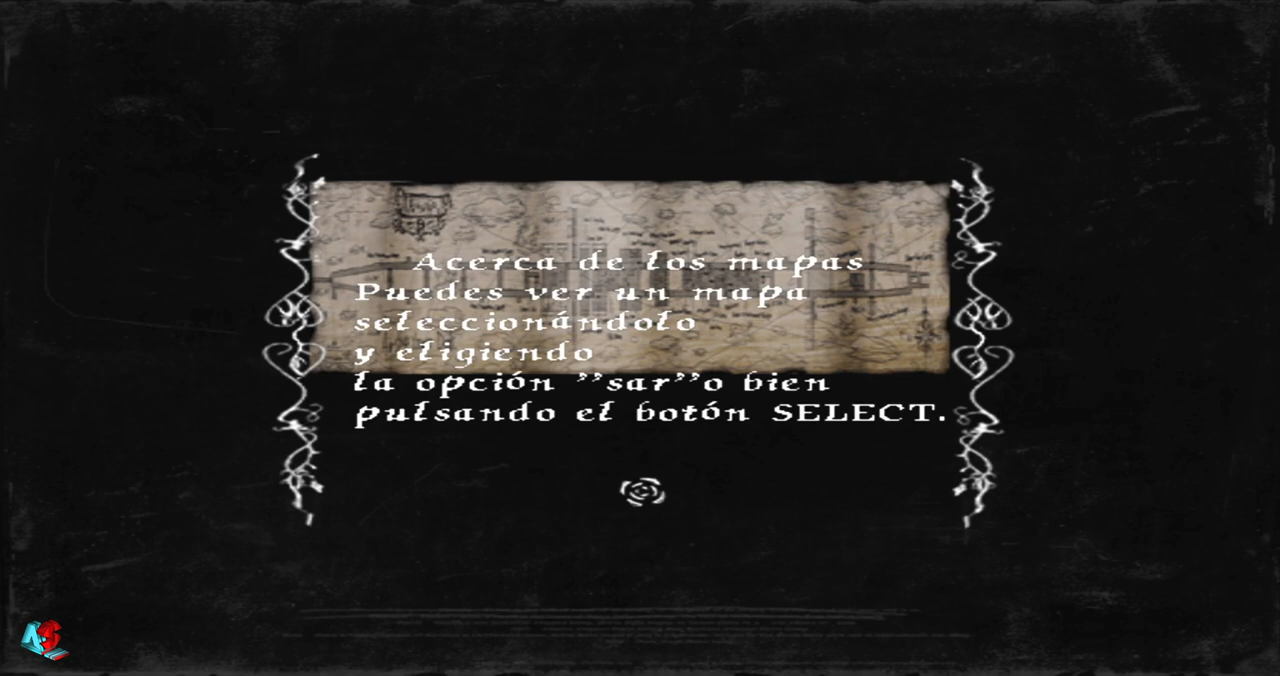 Acerca de los mapas
Puedes ver un mapa
seleccionándolo
y eligiendo
la opción ”sar”o bien
pulsando el botón SELECT.